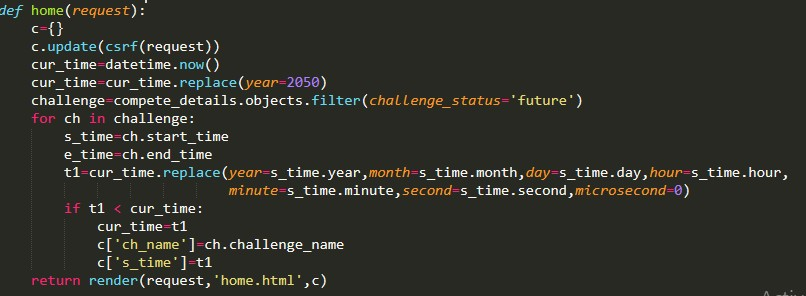 def home(request):
    c={}
    c.update(csrf(request))
    cur_time=datetime.now()
    cur_time=cur_time.replace(year=2050)
    challenge=compete_details.objects.filter(challenge_status='future')
    for ch in challenge:
        s_time=ch.start_time
        e_time=ch.end_time
        t1=cur_time.replace(year=s_time.year,month=s_time.month,day=s_time.day,hour=s_time.hour,
                            minute=s_time.minute,second=s_time.second,microsecond=0)
        if t1 < cur_time:
            cur_time=t1
            c['ch_name']=ch.challenge_name
            c['s_time']=t1
    return render(request,'home.html',c)